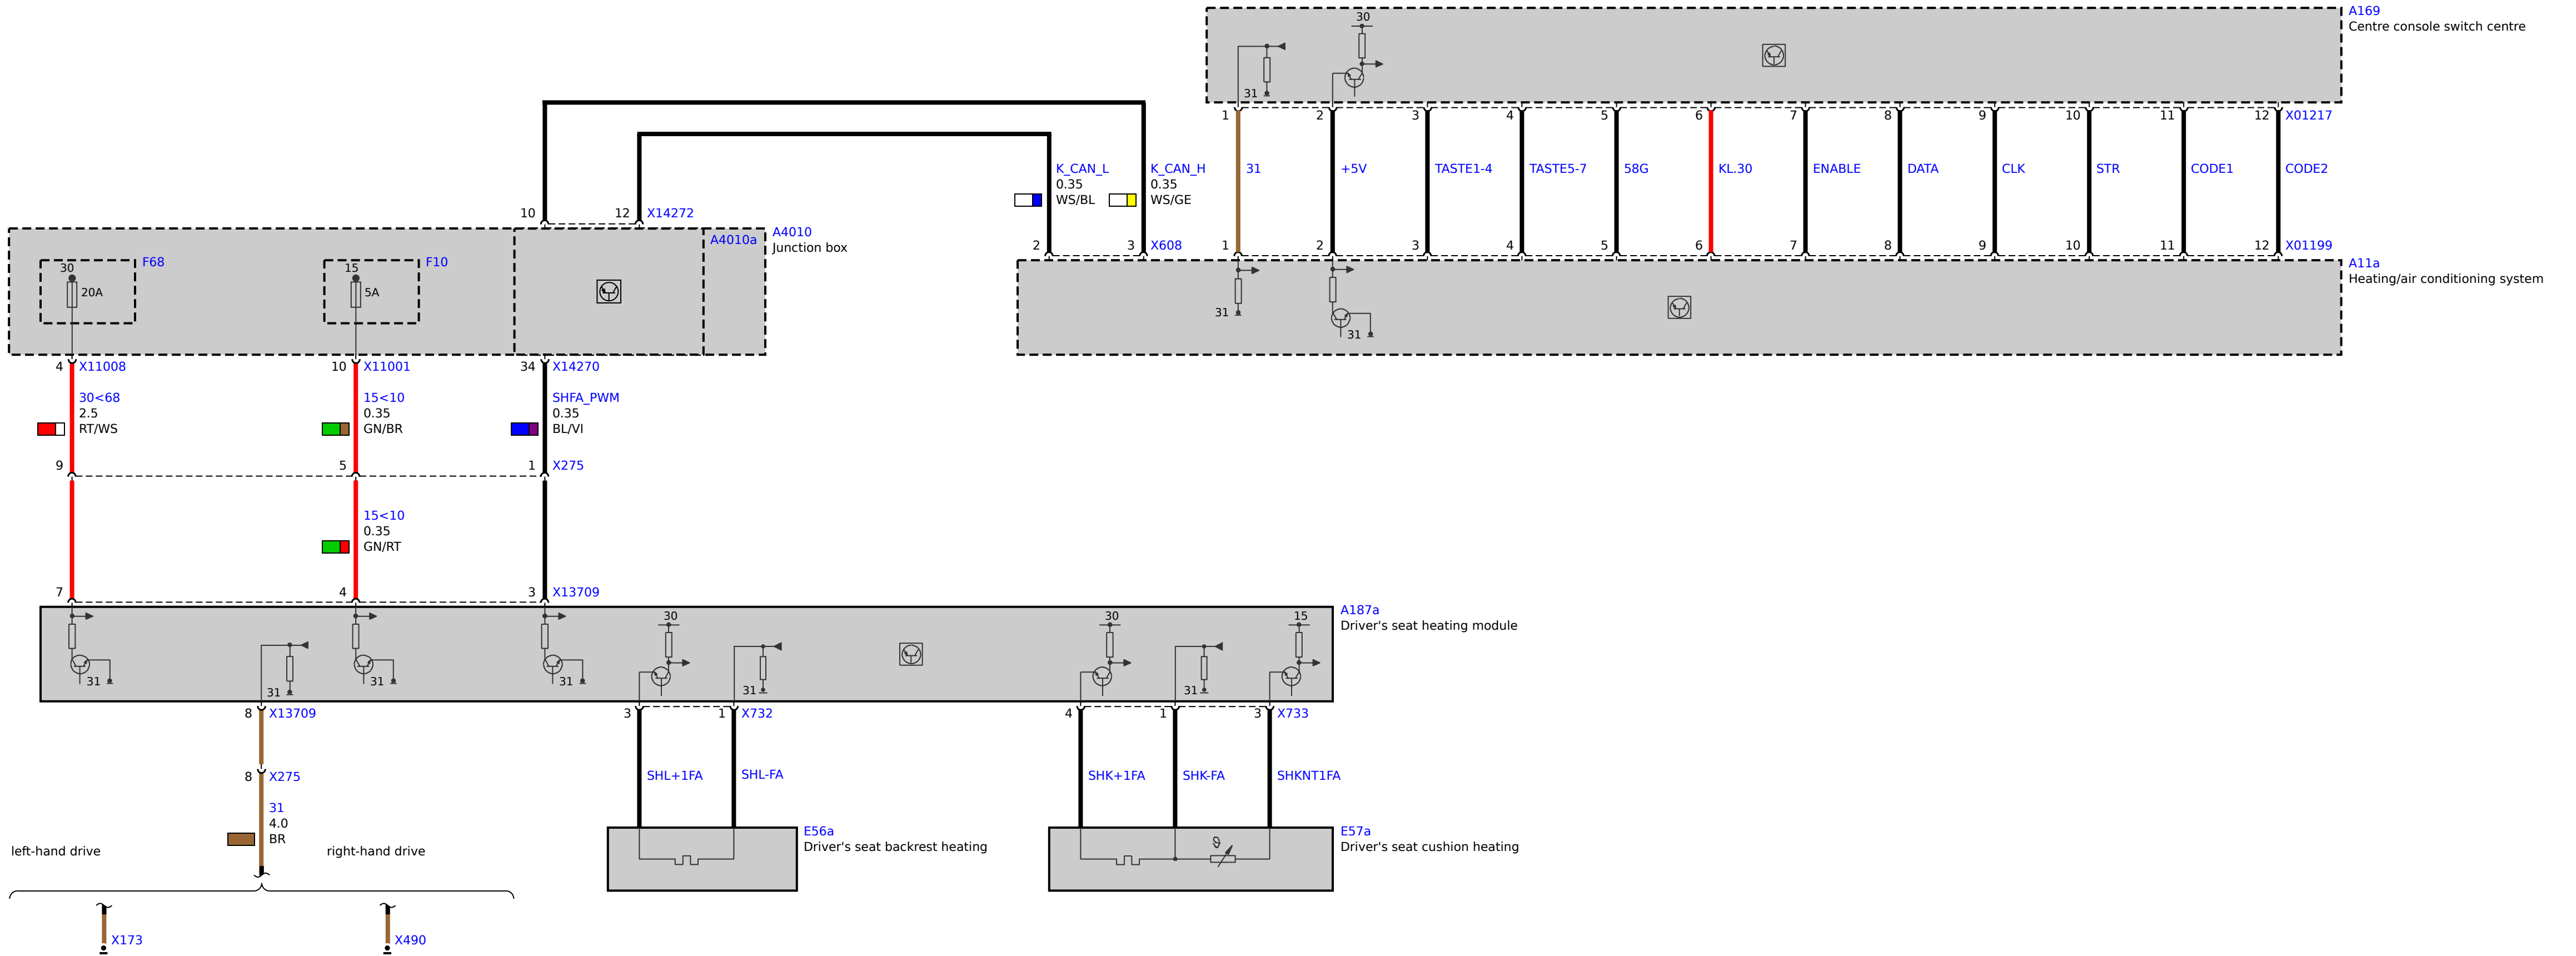 30
A169
Centre console switch centre
31
1
2
3
4
5
6
7
8
9
10
11
12
X01217
K_CAN_L
0.35
WS/BL
K_CAN_H
0.35
WS/GE
31
+5V
TASTE1-4
TASTE5-7
58G
KL.30
ENABLE
DATA
CLK
STR
CODE1
CODE2
10
12
X14272
A4010a
A4010
Junction box
2
3
X608
1
2
3
4
5
6
7
8
9
10
11
12
X01199
30
F68
20A
15
F10
5A
A11a
Heating/air conditioning system
31
31
4
X11008
10
X11001
34
X14270
30<68
2.5
RT/WS
15<10
0.35
GN/BR
SHFA_PWM
0.35
BL/VI
9
5
1
X275
15<10
0.35
GN/RT
7
4
3
X13709
A187a
Driver's seat heating module
30
30
15
31
31
31
31
31
31
8
X13709
3
1
X732
4
1
3
X733
8
X275
SHL+1FA
SHL-FA
SHK+1FA
SHK-FA
SHKNT1FA
31
4.0
BR
E56a
Driver's seat backrest heating
E57a
Driver's seat cushion heating
ϑ
left-hand drive
right-hand drive
X173
X490